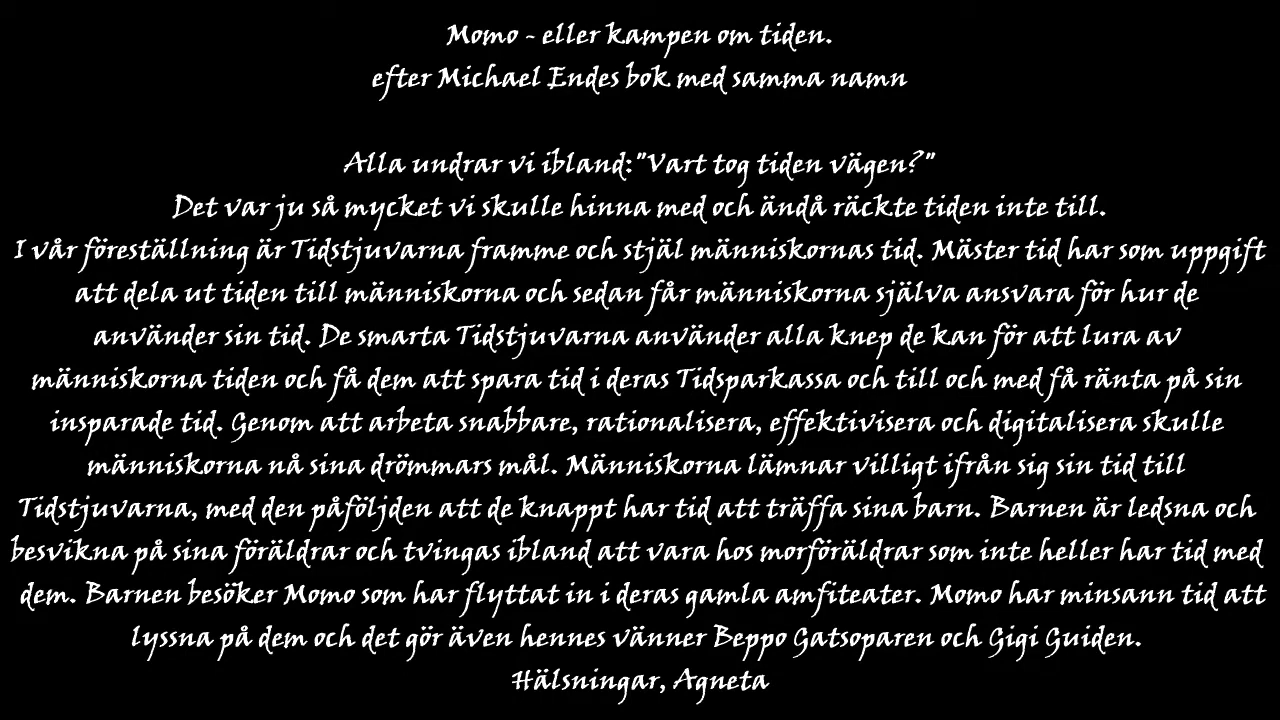 Momo - eller kampen om tiden.
efter Michael Endes bok med samma namn
Alla undrar vi ibland:"Vart tog tiden vägen?"
Det var ju så mycket vi skulle hinna med och ändå räckte tiden inte till.
I vår föreställning är Tidstjuvarna framme och stjäl människornas tid. Mäster tid har som uppgift
att dela ut tiden till människorna och sedan får människorna själva ansvara för hur de
använder sin tid. De smarta Tidstjuvarna använder alla knep de kan för att lura av
människorna tiden och få dem att spara tid i deras Tidsparkassa och till och med få ränta på sin
insparade tid. Genom att arbeta snabbare, rationalisera, effektivisera och digitalisera skulle
människorna nå sina drömmars mål. Människorna lämnar villigt ifrån sig sin tid till
Tidstjuvarna, med den påföljden att de knappt har tid att träffa sina barn. Barnen är ledsna och
besvikna på sina föräldrar och tvingas ibland att vara hos morföräldrar som inte heller har tid med
dem. Barnen besöker Momo som har flyttat in i deras gamla amfiteater. Momo har minsann tid att
lyssna på dem och det gör även hennes vänner Beppo Gatsoparen och Gigi Guiden.
Hälsningar, Agneta